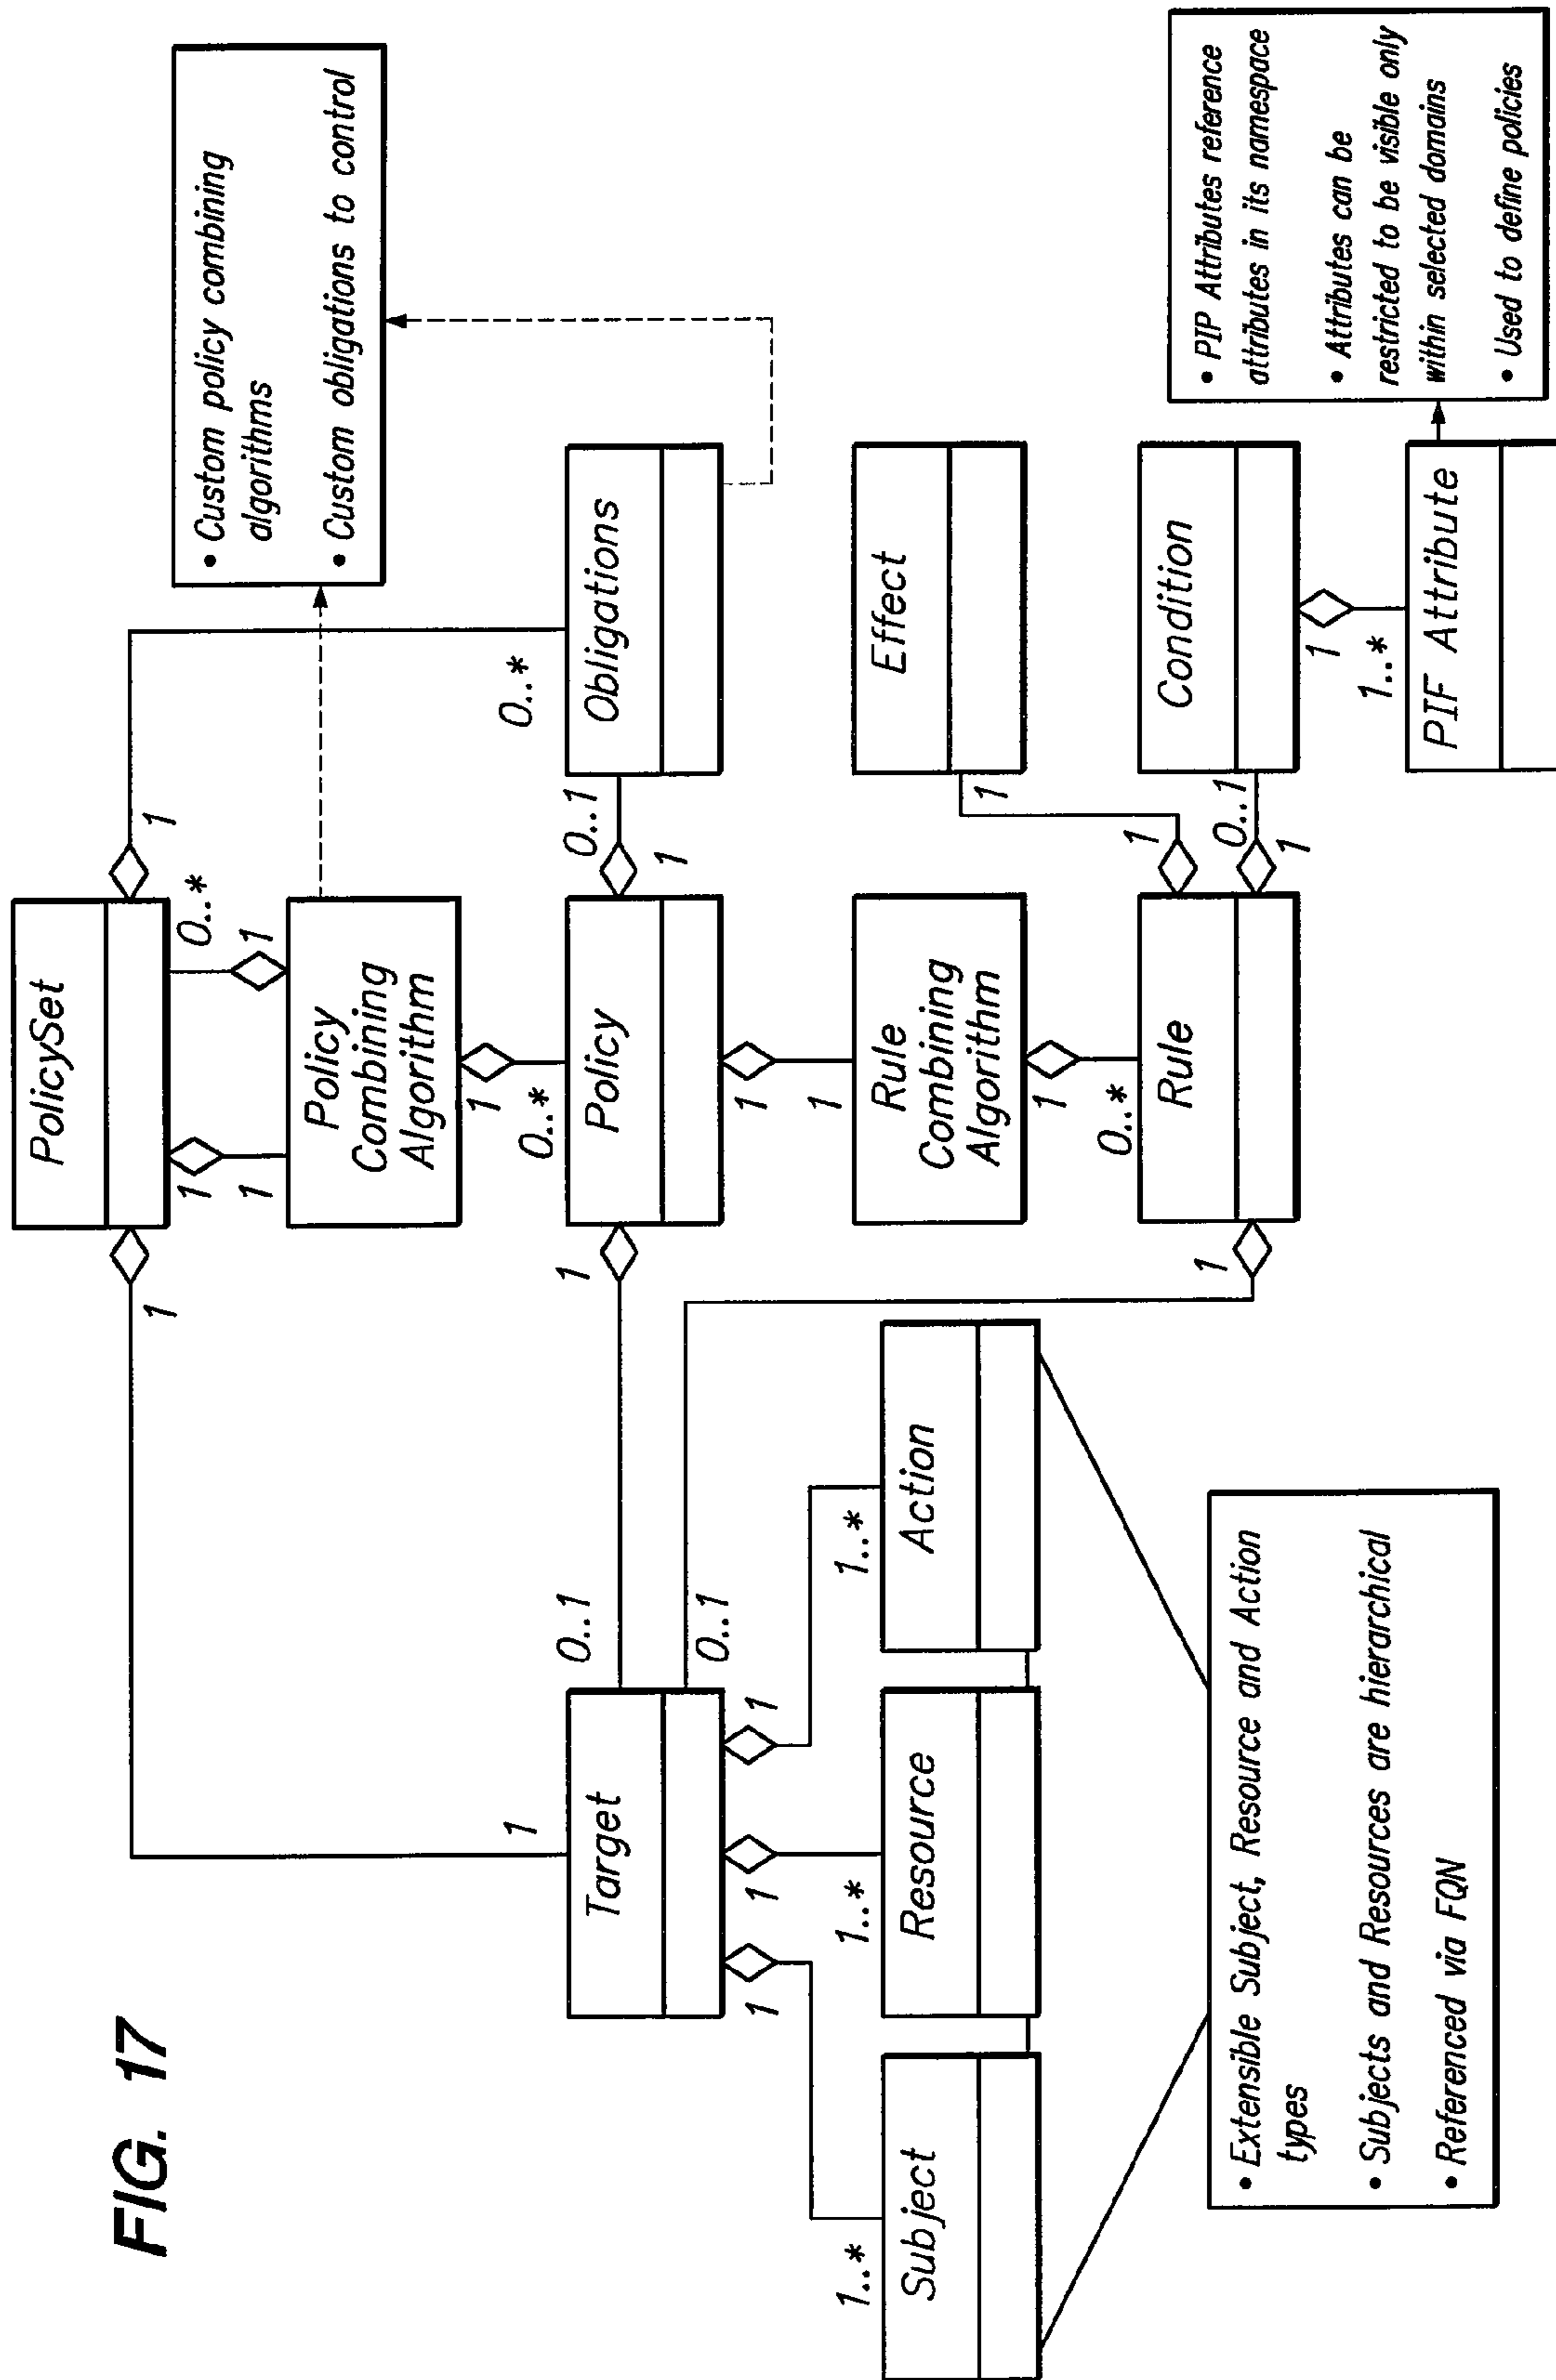 FIG. 17
PolicySet
1
1
1
1
0..*
1
• Custom policy combining
algorithms
• Custom obligations to control
Policy
Combining
Algorithm
1
0..*
0..*
1
Target
0..1
0..1
1
Policy
1
0..1
Obligations
1
1
1
1
1
1..*
Subject
1..*
Resource
1..*
Action
Rule
Combining
Algorithm
1
0..*
Effect
1
1
1
Rule
0..1
1
Condition
1
1..*
PIF Attribute
• Extensible Subject, Resource and Action
types
• Subjects and Resources are hierarchical
• Referenced via FQN
• PIP Attributes reference
attributes in its namespace
• Attributes can be
restricted to be visible only
within selected domains
• Used to define policies